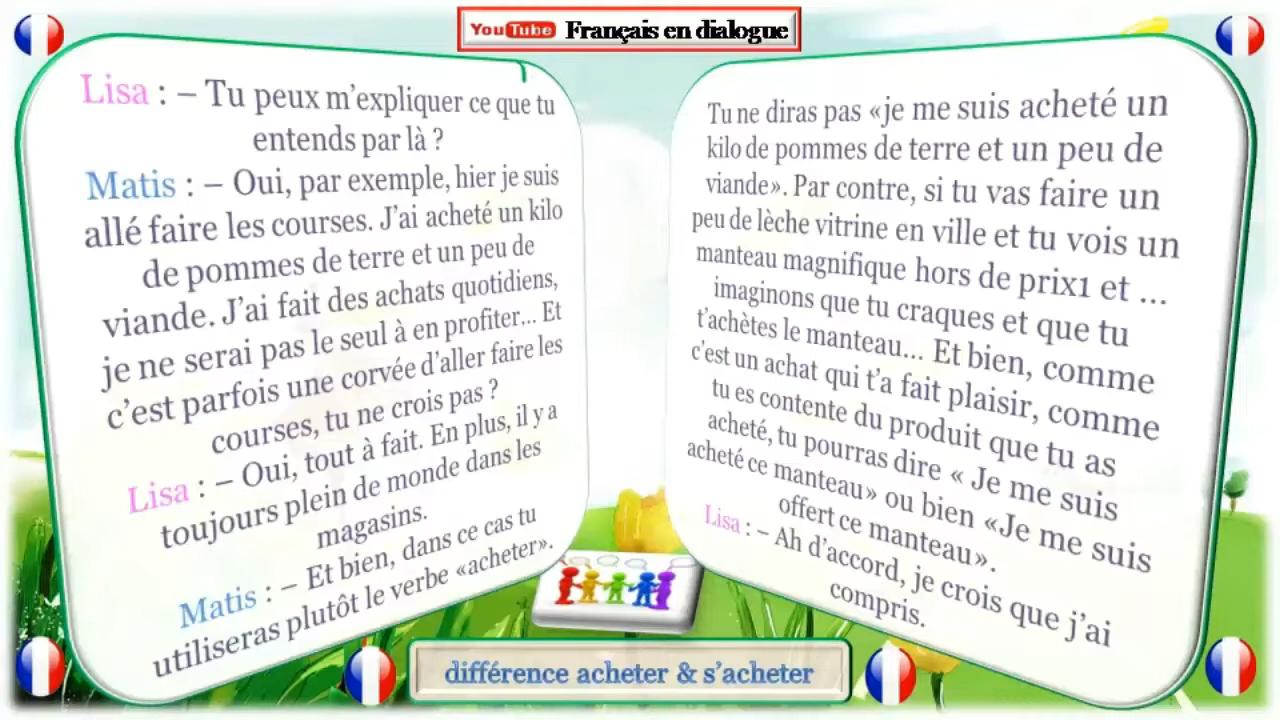 YouTube Français en dialogue
Lisa : – Tu peux m’expliquer ce que tu
entends par là ?
Matis : – Oui, par exemple, hier je suis
allé faire les courses. J’ai acheté un kilo
de pommes de terre et un peu de
viande. J’ai fait des achats quotidiens,
je ne serai pas le seul à en profiter... Et
c’est parfois une corvée d’aller faire les
courses, tu ne crois pas ?
Lisa : – Oui, tout à fait. En plus, il y a
toujours plein de monde dans les
magasins.
Matis : – Et bien, dans ce cas tu
utiliseras plutôt le verbe «acheter».
Tu ne diras pas «je me suis acheté un
kilo de pommes de terre et un peu de
viande». Par contre, si tu vas faire un
peu de lèche vitrine en ville et tu vois un
manteau magnifique hors de prix1 et ...
imaginons que tu craques et que tu
t’achètes le manteau... Et bien, comme
c’est un achat qui t’a fait plaisir, comme
tu es contente du produit que tu as
acheté, tu pourras dire « Je me suis
acheté ce manteau» ou bien «Je me suis
offert ce manteau».
Lisa : – Ah d’accord, je crois que j’ai
compris.
différence acheter & s’acheter